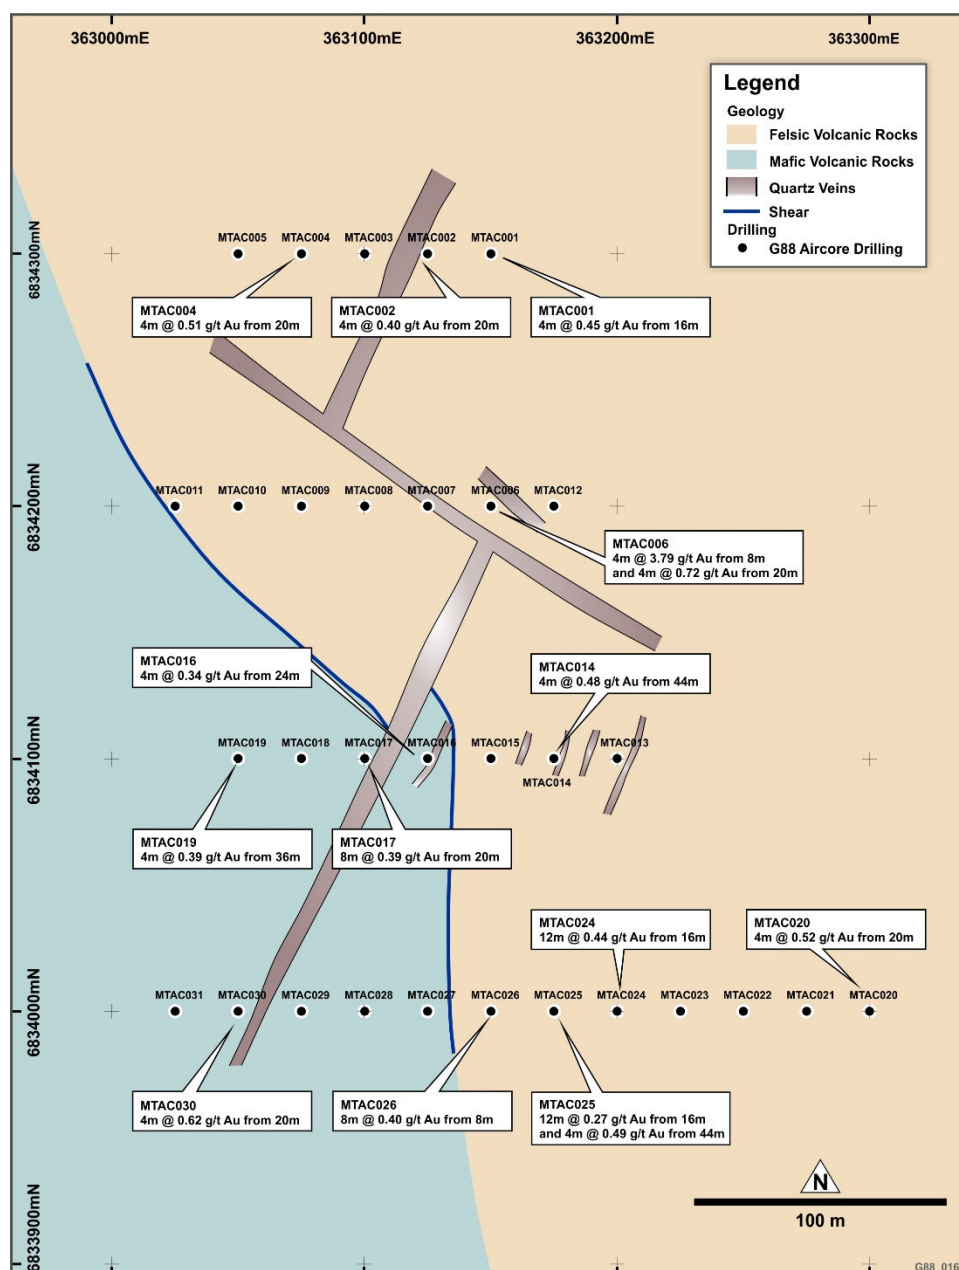 363000mE 363100mE 363200mE 363300mE
Legend
Geology
Felsic Volcanic Rocks
Mafic Volcanic Rocks
Quartz Veins
Shear
Drilling
G88 Aircore Drilling
683430mN
MTAC005 MTAC004 MTAC003 MTAC002 MTAC001
MTAC004
4m @ 0.51 g/t Au from 20m
MTAC002
4m @ 0.40 g/t Au from 20m
MTAC001
4m @ 0.45 g/t Au from 16m
6834200mN
MTAC011 MTAC010 MTAC009 MTAC008 MTAC007 MTAC006 MTAC012
MTAC006
4m @ 3.79 g/t Au from 8m
and 4m @ 0.72 g/t Au from 20m
MTAC016
4m @ 0.34 g/t Au from 24m
MTAC014
4m @ 0.48 g/t Au from 44m
6834100mN
MTAC019 MTAC018 MTAC017 MTAC016 MTAC015 MTAC013
MTAC014
MTAC019
4m @ 0.39 g/t Au from 36m
MTAC017
8m @ 0.39 g/t Au from 20m
MTAC024
12m @ 0.44 g/t Au from 16m
MTAC020
4m @ 0.52 g/t Au from 20m
6834000mN
MTAC031 MTAC030 MTAC029 MTAC028 MTAC027 MTAC026 MTAC025 MTAC024 MTAC023 MTAC022 MTAC021 MTAC020
MTAC030
4m @ 0.62 g/t Au from 20m
MTAC026
8m @ 0.40 g/t Au from 8m
MTAC025
12m @ 0.27 g/t Au from 16m
and 4m @ 0.49 g/t Au from 44m
N
100 m
6833900mN
G88_016